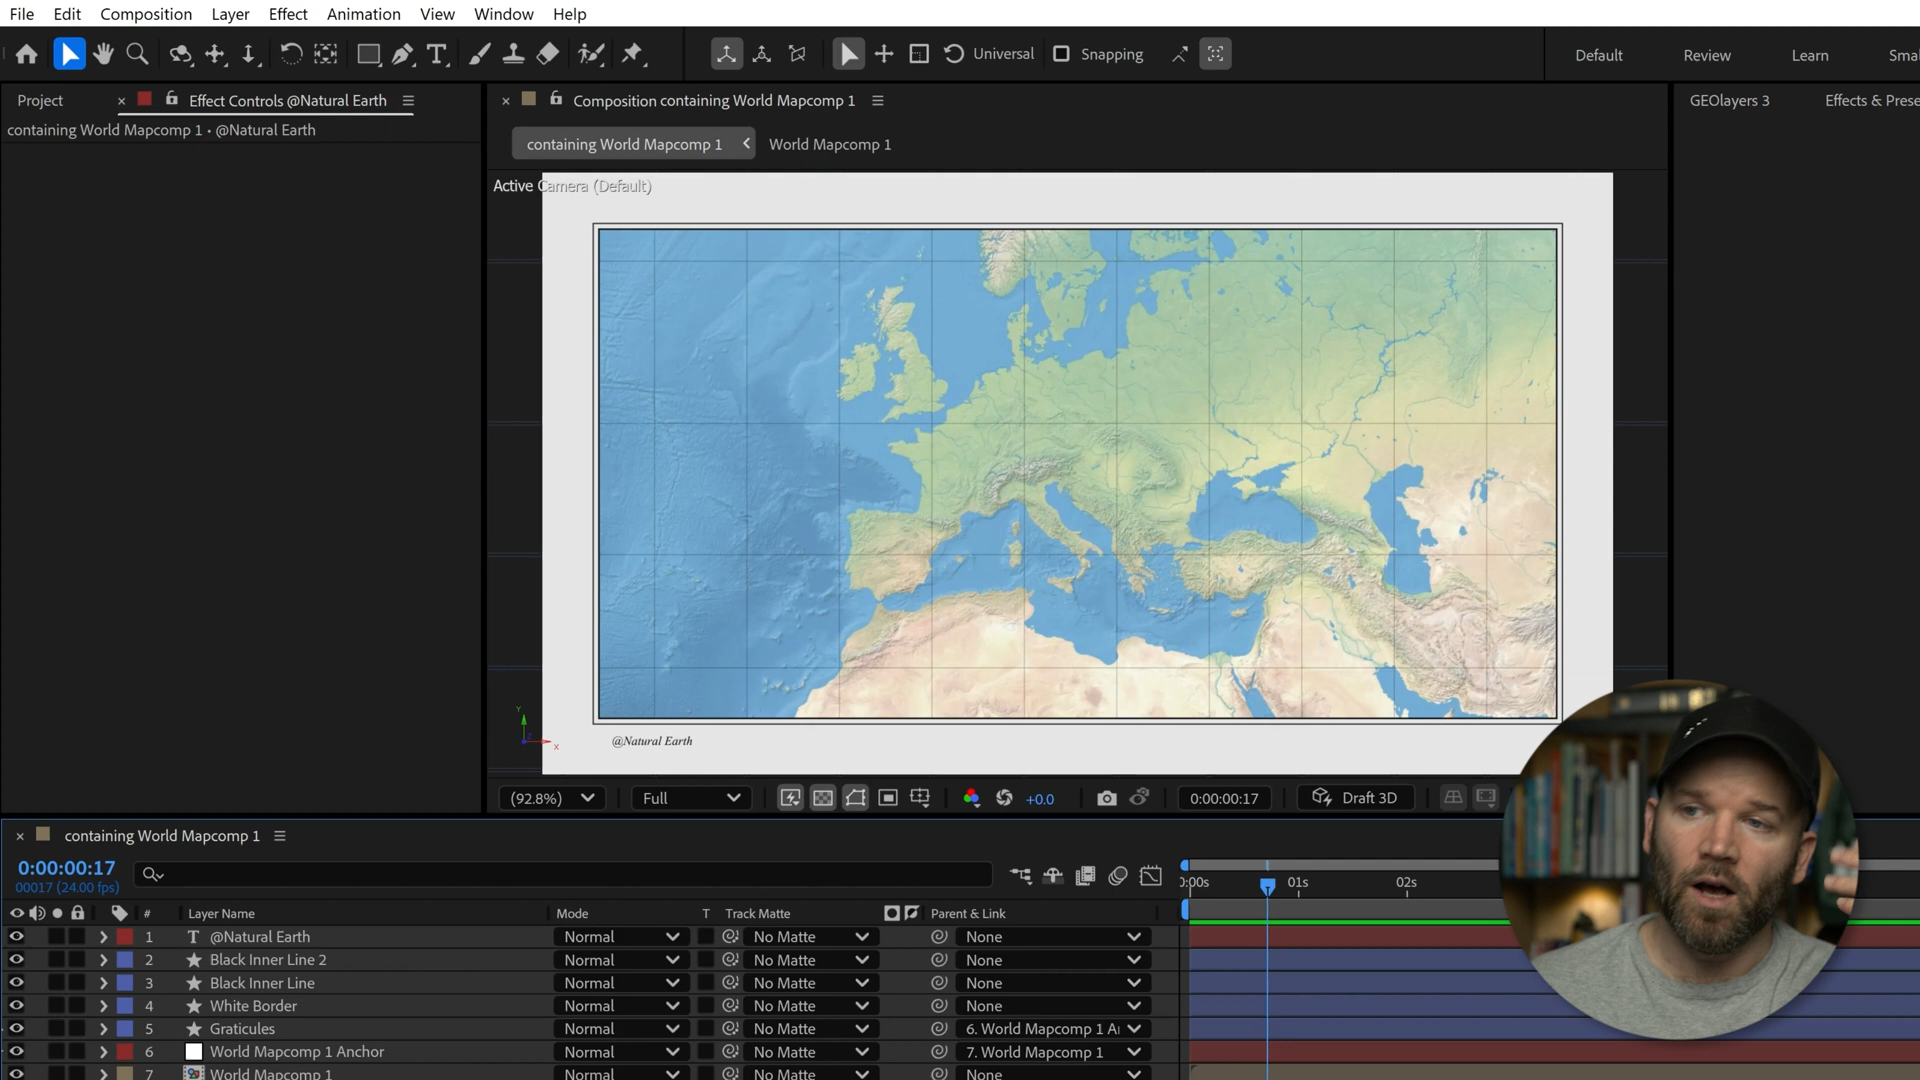 File Edit Composition Layer Effect Animation View Window Help
Universal Snapping Default Review Learn Smal
Project × Effect Controls @Natural Earth
× Composition containing World Mapcomp 1
GEOlayers 3 Effects & Prese
containing World Mapcomp 1 • @Natural Earth
containing World Mapcomp 1 World Mapcomp 1
Active Camera (Default)
@Natural Earth
Y
Z
X
(92.8%) Full +0.0 0:00:00:17 Draft 3D
× containing World Mapcomp 1
0:00:00:17
00017 (24.00 fps)
0:00s 01s 02s
# Layer Name Mode T Track Matte Parent & Link
1 T @Natural Earth Normal No Matte None
2 Black Inner Line 2 Normal No Matte None
3 Black Inner Line Normal No Matte None
4 White Border Normal No Matte None
5 Graticules Normal No Matte 6. World Mapcomp 1 A
6 World Mapcomp 1 Anchor Normal No Matte 7. World Mapcomp 1
7 World Mapcomp 1 Normal No Matte None